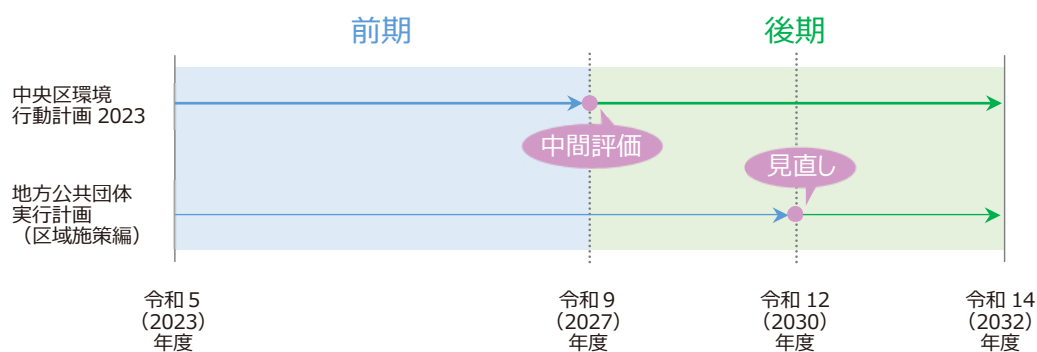 前期
後期
中央区環境
行動計画 2023
中間評価
見直し
地方公共団体
実行計画
（区域施策編）
令和 5
（2023）
年度
令和 9
（2027）
年度
令和 12
（2030）
年度
令和 14
（2032）
年度